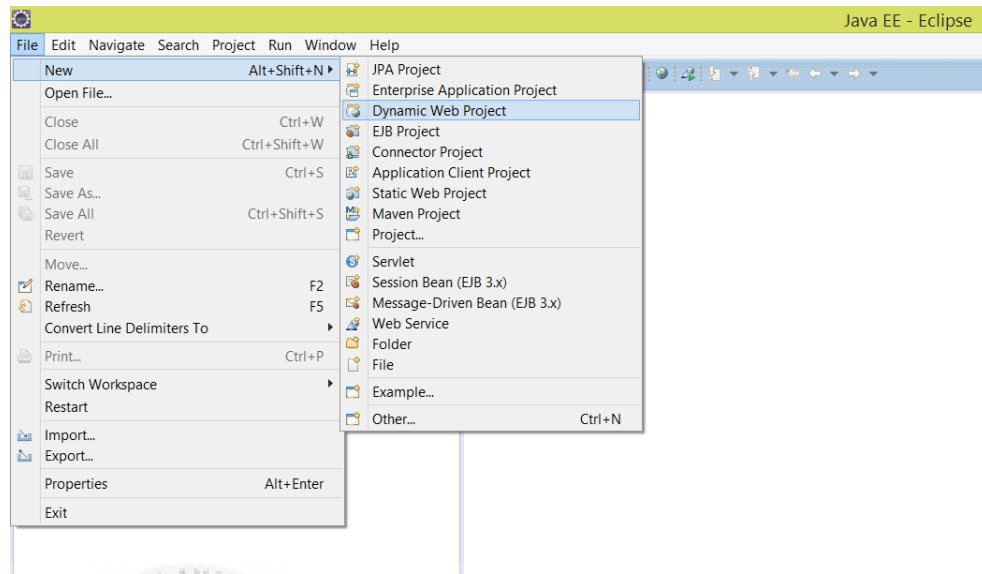 Java EE - Eclipse
File Edit Navigate Search Project Run Window Help
New Alt+Shift+N
Open File...
Close Ctrl+W
Close All Ctrl+Shift+W
Save Ctrl+S
Save As...
Save All Ctrl+Shift+S
Revert
Move...
Rename... F2
Refresh F5
Convert Line Delimiters To
Print... Ctrl+P
Switch Workspace
Restart
Import...
Export...
Properties Alt+Enter
Exit
JPA Project
Enterprise Application Project
Dynamic Web Project
EJB Project
Connector Project
Application Client Project
Static Web Project
Maven Project
Project...
Servlet
Session Bean (EJB 3.x)
Message-Driven Bean (EJB 3.x)
Web Service
Folder
File
Example...
Other... Ctrl+N